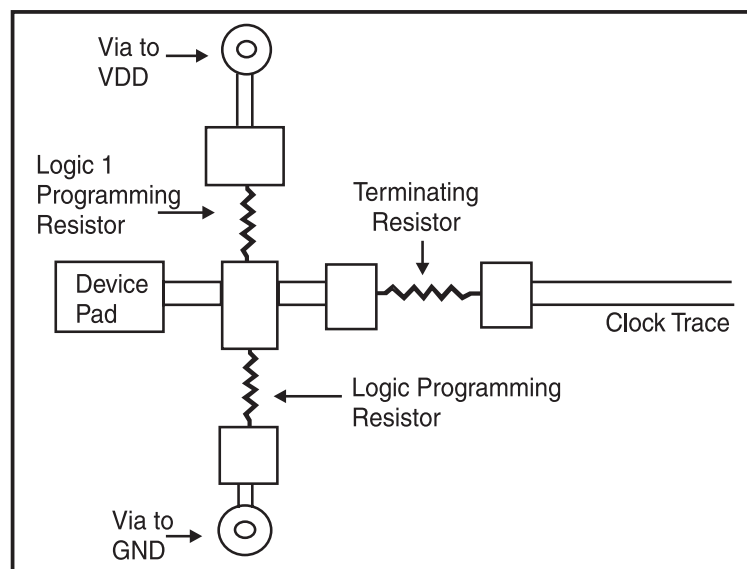 Via to
VDD
Logic 1
Programming
Resistor
Terminating
Resistor
Device
Pad
Clock Trace
Logic Programming
Resistor
Via to
GND